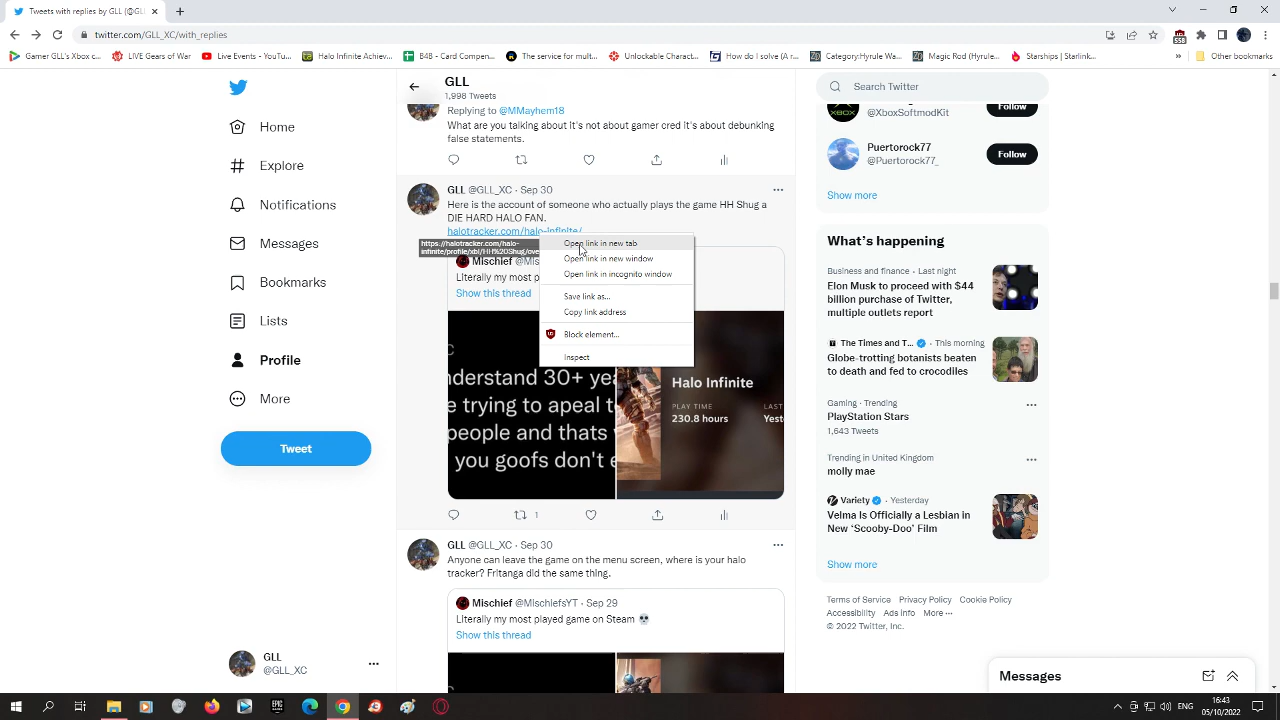 Tweets with replies by GLL (@GL
twitter.com/GLL_XC/with_replies
558
Gamer GLL's Xbox c...
LIVE Gears of War
Halo Infinite Achiev...
B4B - Card Compen...
The service for mult...
Unlockable Charact...
How do I solve (A r...
Category:Hyrule Wa...
Magic Rod (Hyrule...
Starships | Starlink...
Other bookmarks
Home
Explore
Notifications
Messages
Bookmarks
Lists
Profile
More
Tweet
GLL
@GLL_XC
GLL
1,998 Tweets
Replying to @MMayhem18
What are you talking about it's not about gamer cred it's about debunking
false statements.
GLL @GLL_XC · Sep 30
Here is the account of someone who actually plays the game HH Shug a
DIE HARD HALO FAN.
halotracker.com/halo-infinite/
https://halotracker.com/halo-
infinite/profile/xbl/HH%20Shug/ove
Open link in new tab
Open link in new window
Open link in incognito window
Save link as...
Copy link address
Block element...
Inspect
Mischief @Mis
Literally my most p
Show this thread
nderstand 30+ yea
e trying to apeal t
people and thats
you goofs don't e
Halo Infinite
PLAY TIME
230.8 hours
LAST
Yest
1
GLL @GLL_XC · Sep 30
Anyone can leave the game on the menu screen, where is your halo
tracker? Fritanga did the same thing.
Mischief @MischiefsYT · Sep 29
Literally my most played game on Steam 💀
Show this thread
Search Twitter
@XboxSoftmodKit
Follow
Puertorock77
@Puertorock77_
Follow
Show more
What's happening
Business and finance · Last night
Elon Musk to proceed with $44
billion purchase of Twitter,
multiple outlets report
The Times and T... · This morning
Globe-trotting botanists beaten
to death and fed to crocodiles
Gaming · Trending
PlayStation Stars
1,643 Tweets
Trending in United Kingdom
molly mae
Variety · Yesterday
Velma Is Officially a Lesbian in
New 'Scooby-Doo' Film
Show more
Terms of Service Privacy Policy Cookie Policy
Accessibility Ads info More ···
© 2022 Twitter, Inc.
Messages
ENG
16:43
05/10/2022